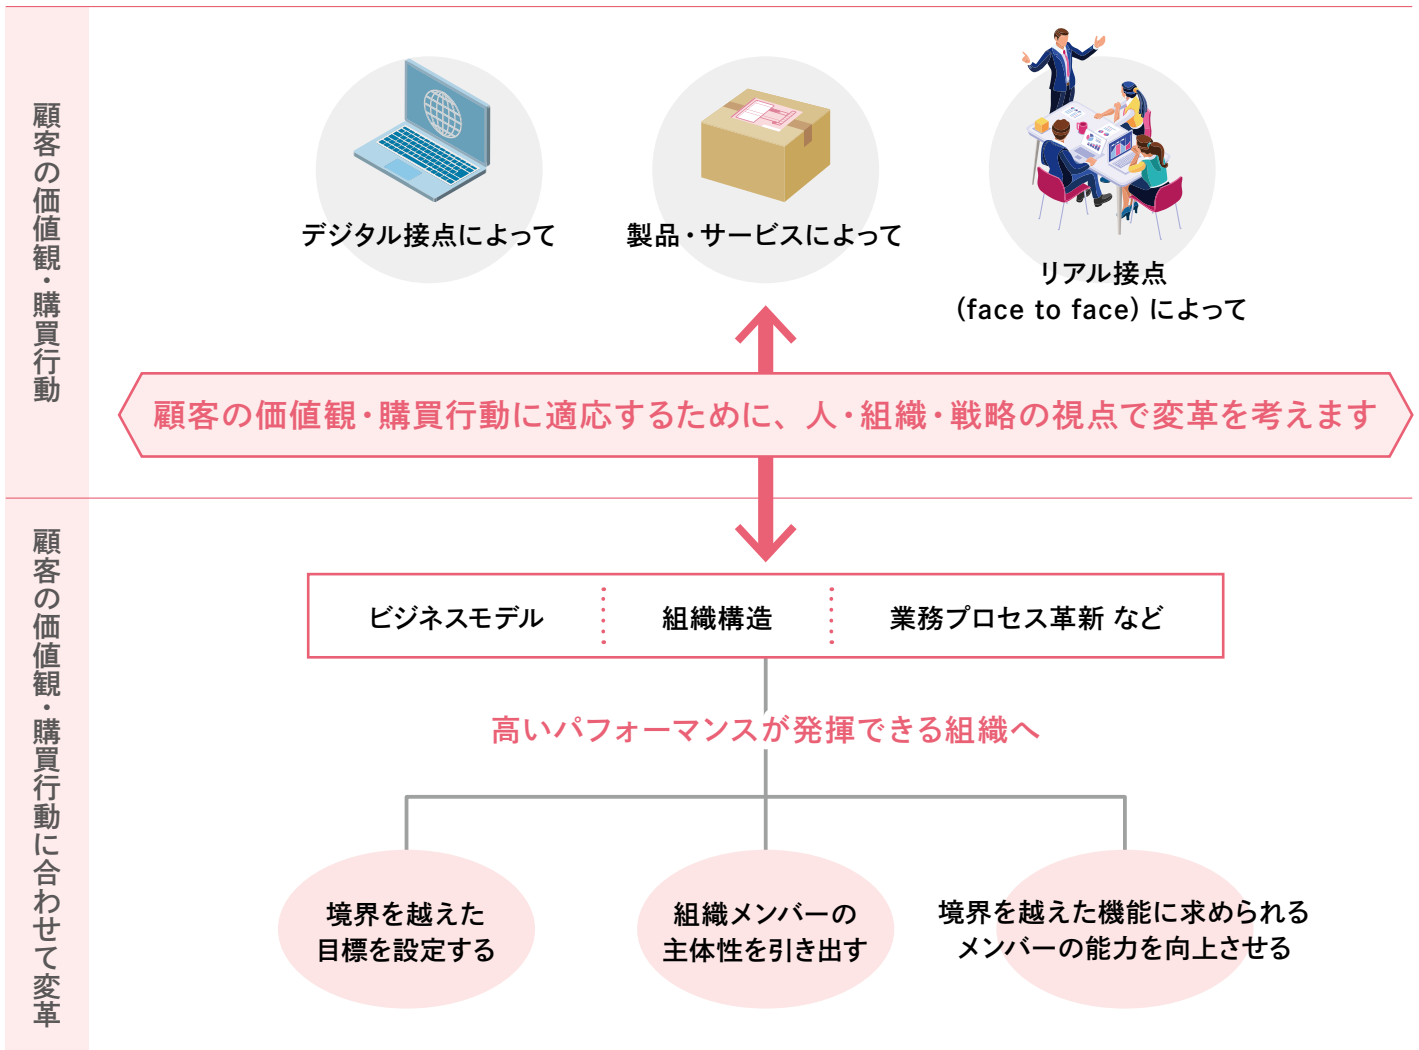 顧客の価値観・購買行動
デジタル接点によって
製品・サービスによって
リアル接点
(face to face) によって
顧客の価値観・購買行動に適応するために、人・組織・戦略の視点で変革を考えます
顧客の価値観・購買行動に合わせて変革
ビジネスモデル
組織構造
業務プロセス革新 など
高いパフォーマンスが発揮できる組織へ
境界を越えた
目標を設定する
組織メンバーの
主体性を引き出す
境界を越えた機能に求められる
メンバーの能力を向上させる